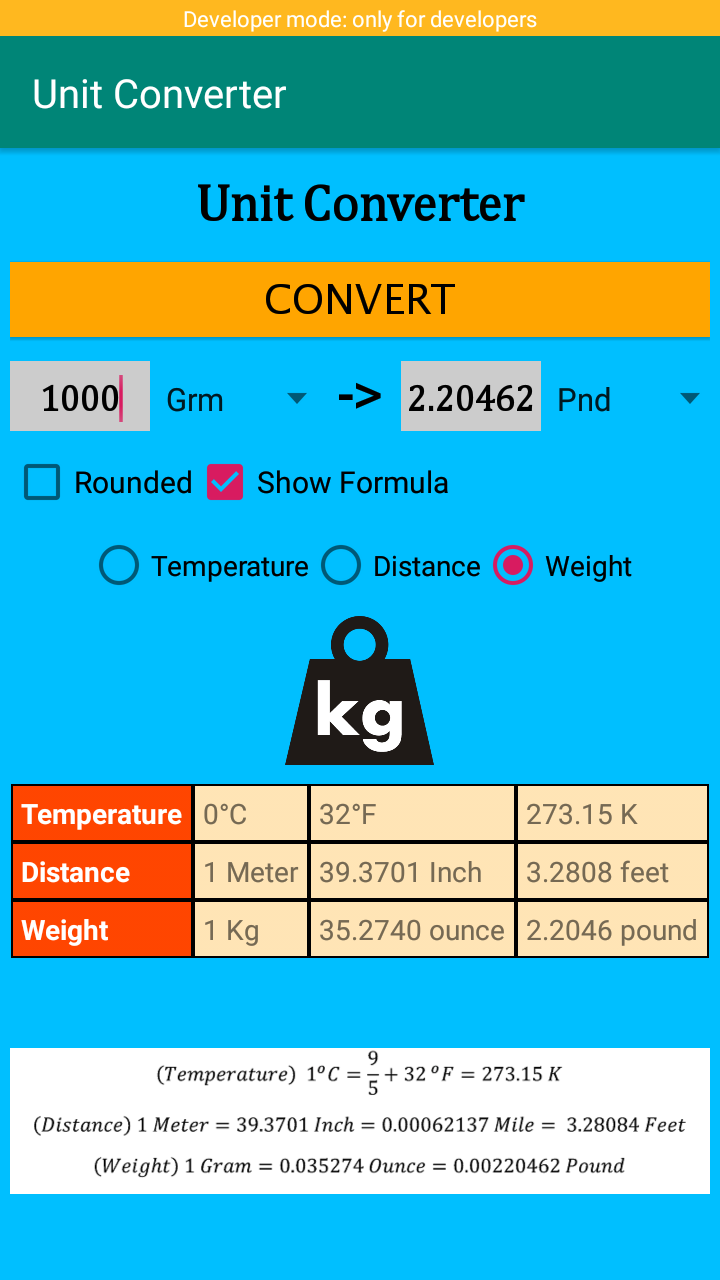 Developer mode: only for developers
Unit Converter
Unit Converter
CONVERT
1000 Grm -> 2.20462 Pnd
Rounded Show Formula
Temperature Distance Weight
kg
Temperature 0°C 32°F 273.15 K
Distance 1 Meter 39.3701 Inch 3.2808 feet
Weight 1 Kg 35.2740 ounce 2.2046 pound
(Temperature) 1°C = 9/5 + 32 °F = 273.15 K
(Distance) 1 Meter = 39.3701 Inch = 0.00062137 Mile = 3.28084 Feet
(Weight) 1 Gram = 0.035274 Ounce = 0.00220462 Pound